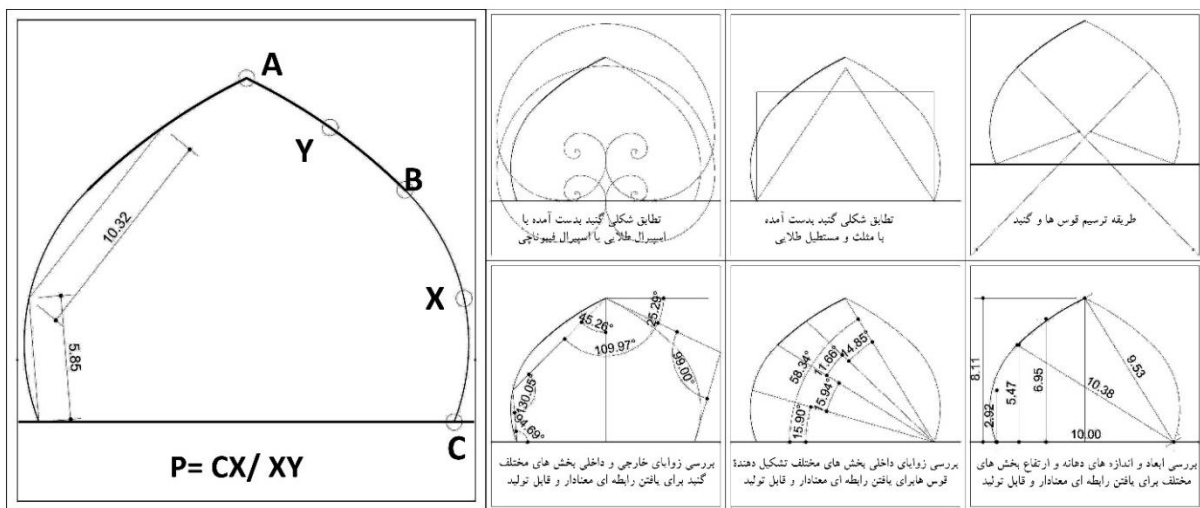 A
Y
B
X
C
10.32
5.85
P= CX/ XY
تطابق شکلی گنبد بدست آمده با
اسپیرال طلایی یا اسپیرال فیبوناچی
تطابق شکلی گنبد بدست آمده
با مثلث و مستطیل طلایی
طریقه ترسیم قوس ها و گنبد
45.26°
25.29°
109.97°
99.00°
130.05°
94.69°
بررسی زوایای خارجی و داخلی بخش های مختلف
گنبد برای یافتن رابطه ای معنادار و قابل تولید
58.34°
11.66°
14.85°
15.94°
15.90°
بررسی زوایای داخلی بخش های مختلف تشکیل دهندۀ
قوس هابرای یافتن رابطه ای معنادار و قابل تولید
8.11
2.92
5.47
6.95
9.53
10.38
10.00
بررسی ابعاد و اندازه های دهانه و ارتفاع بخش های
مختلف برای یافتن رابطه ای معنادار و قابل تولید